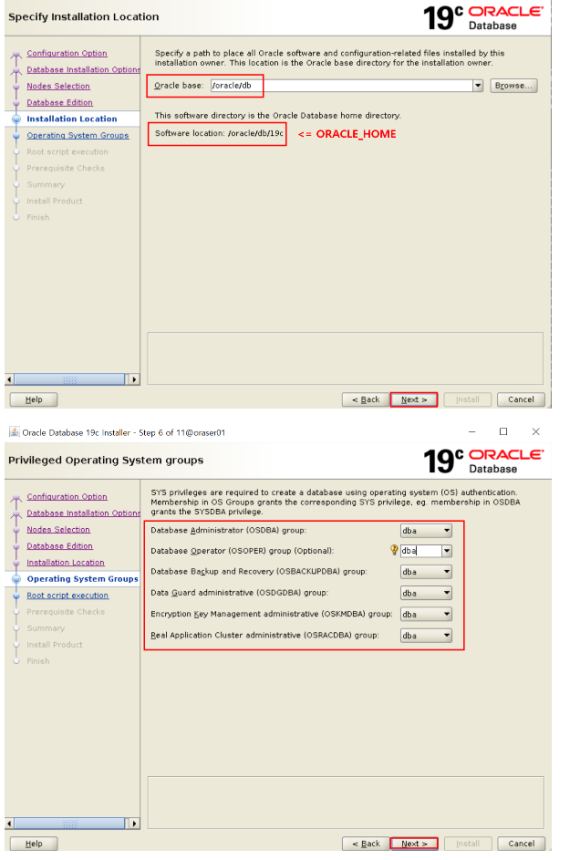 Specify Installation Location
19c ORACLE
Database
Configuration Option
Database Installation Options
Nodes Selection
Database Edition
Installation Location
Operating System Groups
Root script execution
Prerequisite Checks
Summary
Install Product
Finish
Specify a path to place all Oracle software and configuration-related files installed by this
installation owner. This location is the Oracle base directory for the installation owner.
Oracle base: /oracle/db
Browse...
This software directory is the Oracle Database home directory.
Software location: /oracle/db/19c <= ORACLE_HOME
Help
< Back
Next >
Install
Cancel
Oracle Database 19c Installer - Step 6 of 11@oraser01
Privileged Operating System groups
19c ORACLE
Database
Configuration Option
Database Installation Options
Nodes Selection
Database Edition
Installation Location
Operating System Groups
Root script execution
Prerequisite Checks
Summary
Install Product
Finish
SYS privileges are required to create a database using operating system (OS) authentication.
Membership in OS Groups grants the corresponding SYS privilege, eg. membership in OSDBA
grants the SYSDBA privilege.
Database Administrator (OSDBA) group: dba
Database Operator (OSOPER) group (Optional): dba
Database Backup and Recovery (OSBACKUPDBA) group: dba
Data Guard administrative (OSDGDBA) group: dba
Encryption Key Management administrative (OSKMDBA) group: dba
Real Application Cluster administrative (OSRACDBA) group: dba
Help
< Back
Next >
Install
Cancel